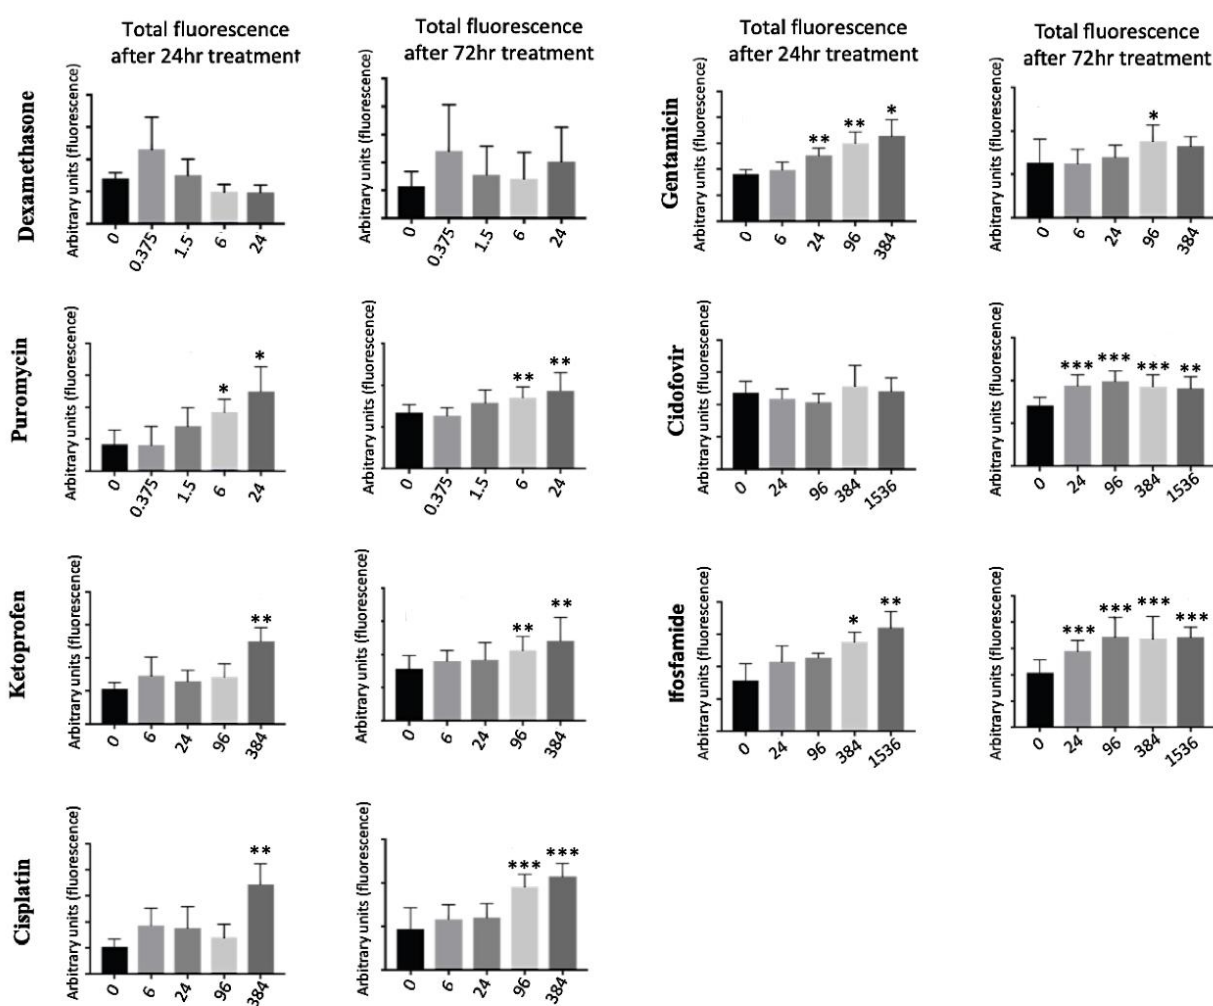 Total fluorescence
after 24hr treatment
Total fluorescence
after 72hr treatment
Total fluorescence
after 24hr treatment
Total fluorescence
after 72hr treatment
Dexamethasone
Arbitrary units (fluorescence)
0 0.375 1.5 6 24
Arbitrary units (fluorescence)
0 0.375 1.5 6 24
Gentamicin
Arbitrary units (fluorescence)
** ** *
0 6 24 96 384
Arbitrary units (fluorescence)
*
0 6 24 96 384
Puromycin
Arbitrary units (fluorescence)
* *
0 0.375 1.5 6 24
Arbitrary units (fluorescence)
** **
0 0.375 1.5 6 24
Cidofovir
Arbitrary units (fluorescence)
0 24 96 384 1536
Arbitrary units (fluorescence)
*** *** *** **
0 24 96 384 1536
Ketoprofen
Arbitrary units (fluorescence)
**
0 6 24 96 384
Arbitrary units (fluorescence)
** **
0 6 24 96 384
Ifosfamide
Arbitrary units (fluorescence)
* **
0 24 96 384 1536
Arbitrary units (fluorescence)
*** *** *** ***
0 24 96 384 1536
Cisplatin
Arbitrary units (fluorescence)
**
0 6 24 96 384
Arbitrary units (fluorescence)
*** ***
0 6 24 96 384